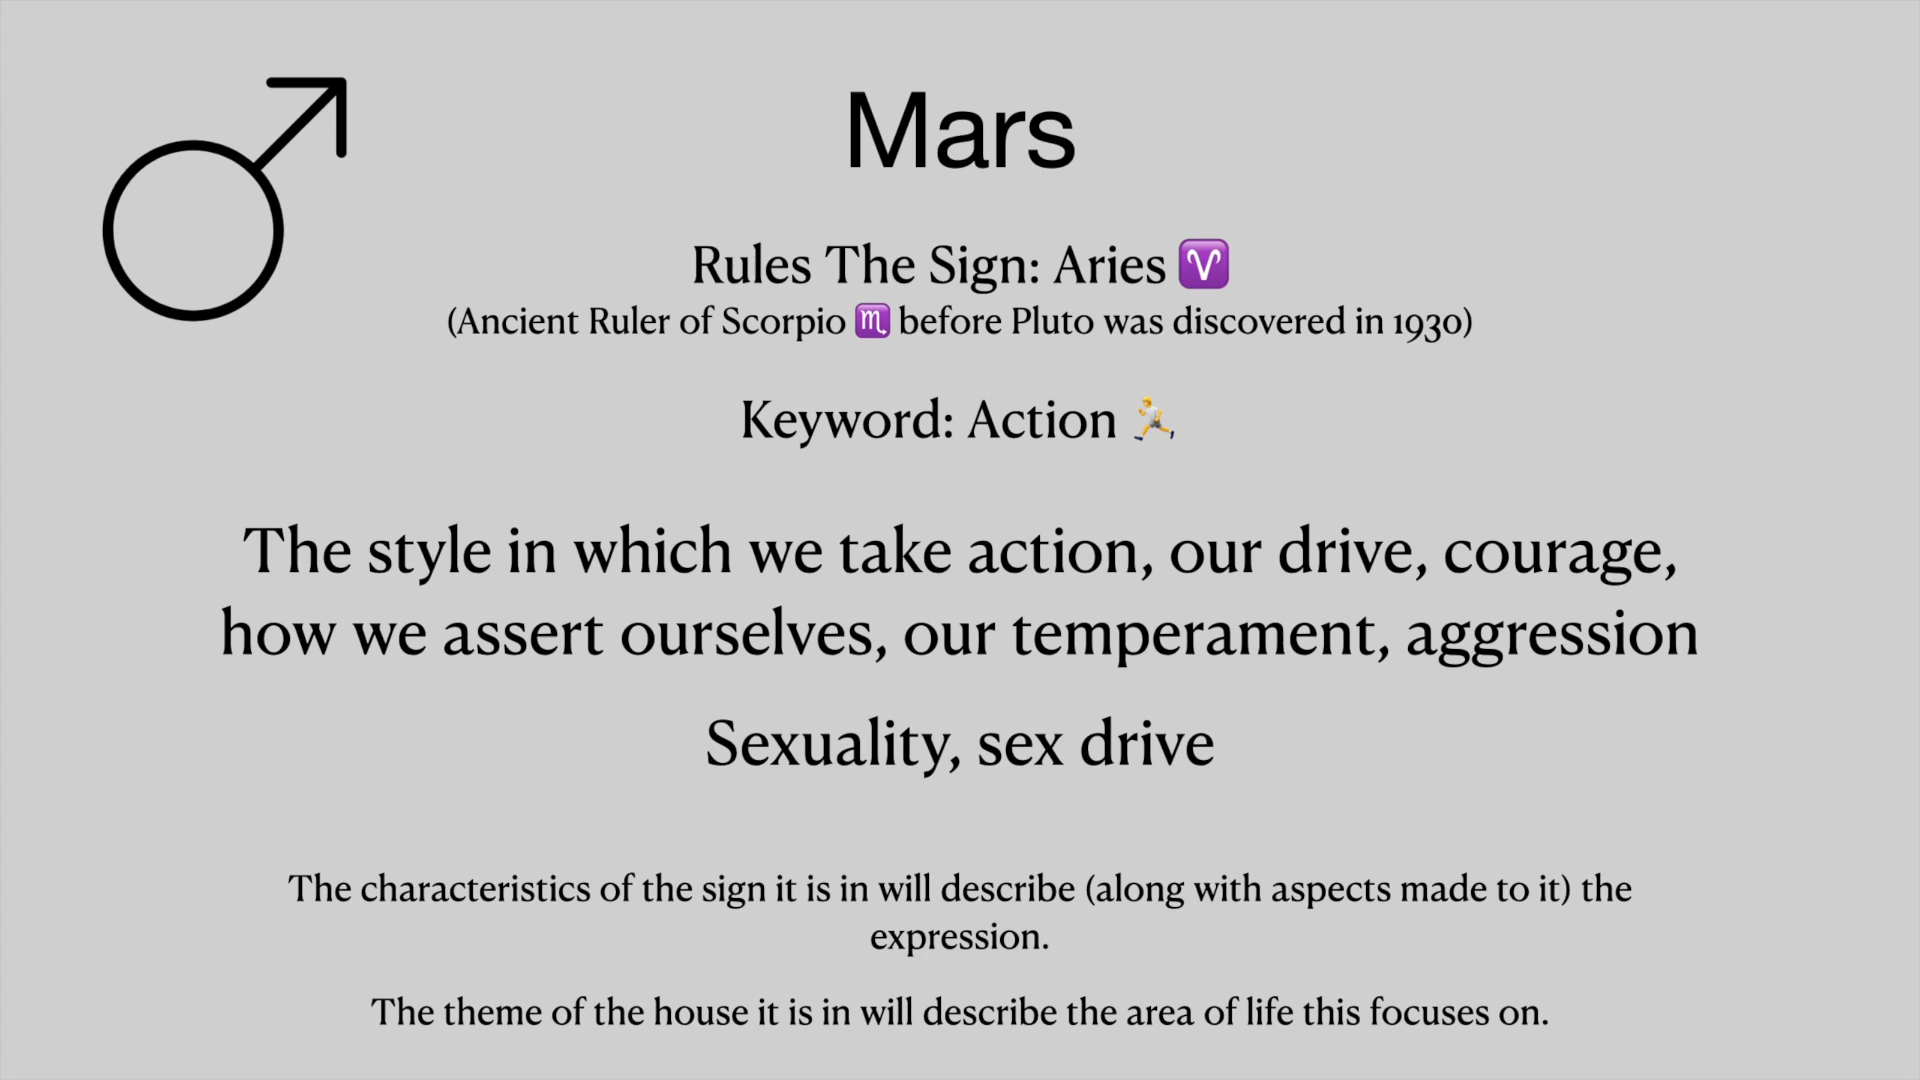 Mars
Rules The Sign: Aries ♈
(Ancient Ruler of Scorpio ♏ before Pluto was discovered in 1930)
Keyword: Action 🏃
The style in which we take action, our drive, courage,
how we assert ourselves, our temperament, aggression
Sexuality, sex drive
The characteristics of the sign it is in will describe (along with aspects made to it) the
expression.
The theme of the house it is in will describe the area of life this focuses on.